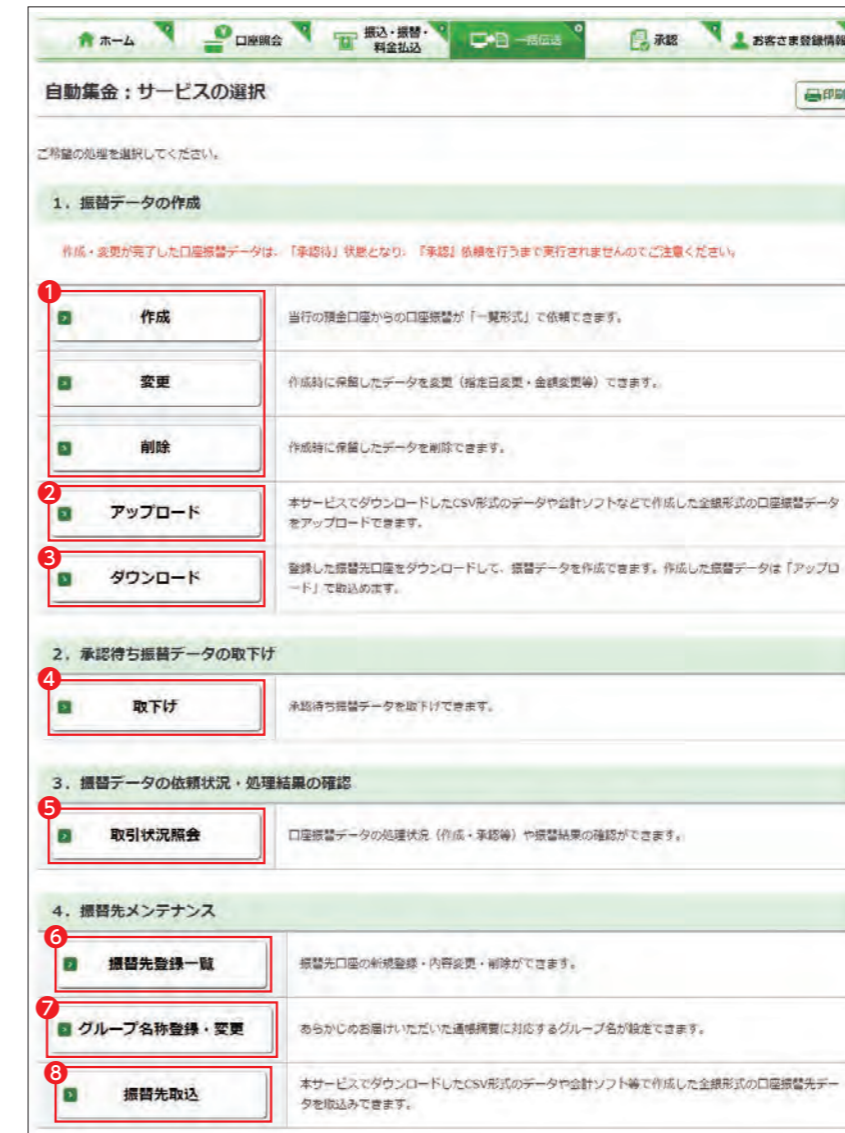 ホーム
口座照会
振込・振替・
料金払込
一括伝送
承認
お客さま登録情報
自動集金：サービスの選択
印刷
ご希望の処理を選択してください。
1．振替データの作成
作成・変更が完了した口座振替データは、「承認待」状態となり、『承認』依頼を行うまで実行されませんのでご注意ください。
❶
作成
当行の預金口座からの口座振替が「一覧形式」で依頼できます。
変更
作成時に保留したデータを変更（指定日変更・金額変更等）できます。
削除
作成時に保留したデータを削除できます。
❷
アップロード
本サービスでダウンロードしたCSV形式のデータや会計ソフトなどで作成した全銀形式の口座振替データ
をアップロードできます。
❸
ダウンロード
登録した振替先口座をダウンロードして、振替データを作成できます。作成した振替データは「アップロ
ード」で取込めます。
2．承認待ち振替データの取下げ
❹
取下げ
承認待ち振替データを取下げできます。
3．振替データの依頼状況・処理結果の確認
❺
取引状況照会
口座振替データの処理状況（作成・承認等）や振替結果の確認ができます。
4．振替先メンテナンス
❻
振替先登録一覧
振替先口座の新規登録・内容変更・削除ができます。
❼
グループ名称登録・変更
あらかじめお届けいただいた通帳摘要に対応するグループ名が設定できます。
❽
振替先取込
本サービスでダウンロードしたCSV形式のデータや会計ソフト等で作成した全銀形式の口座振替先デー
タを取込みできます。